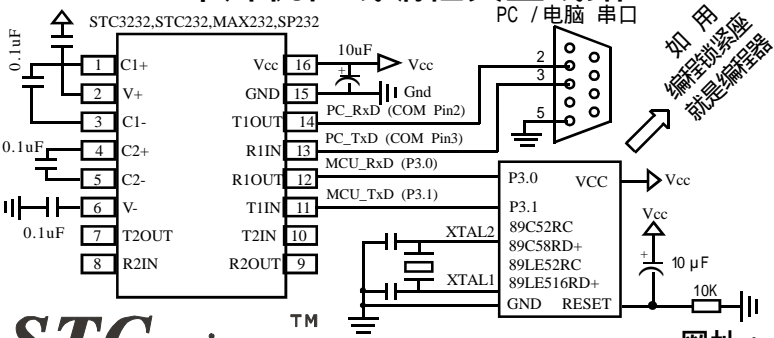 STC3232,STC232,MAX232,SP232
PC /电脑 串口
如 用
编程锁紧座
就是编程器
0.1uF
1 C1+
2 V+
3 C1-
4 C2+
5 C2-
6 V-
7 T2OUT
8 R2IN
0.1uF
0.1uF
Vcc 16
GND 15
T1OUT 14
R1IN 13
R1OUT 12
T1IN 11
T2IN 10
R2OUT 9
10uF
+
Vcc
Gnd
PC_RxD (COM Pin2)
PC_TxD (COM Pin3)
MCU_RxD (P3.0)
MCU_TxD (P3.1)
2
3
5
P3.0 VCC
P3.1
89C52RC
89C58RD+
89LE52RC
89LE516RD+
GND RESET
Vcc
XTAL2
XTAL1
Vcc
+
10 μF
10K
STC
TM